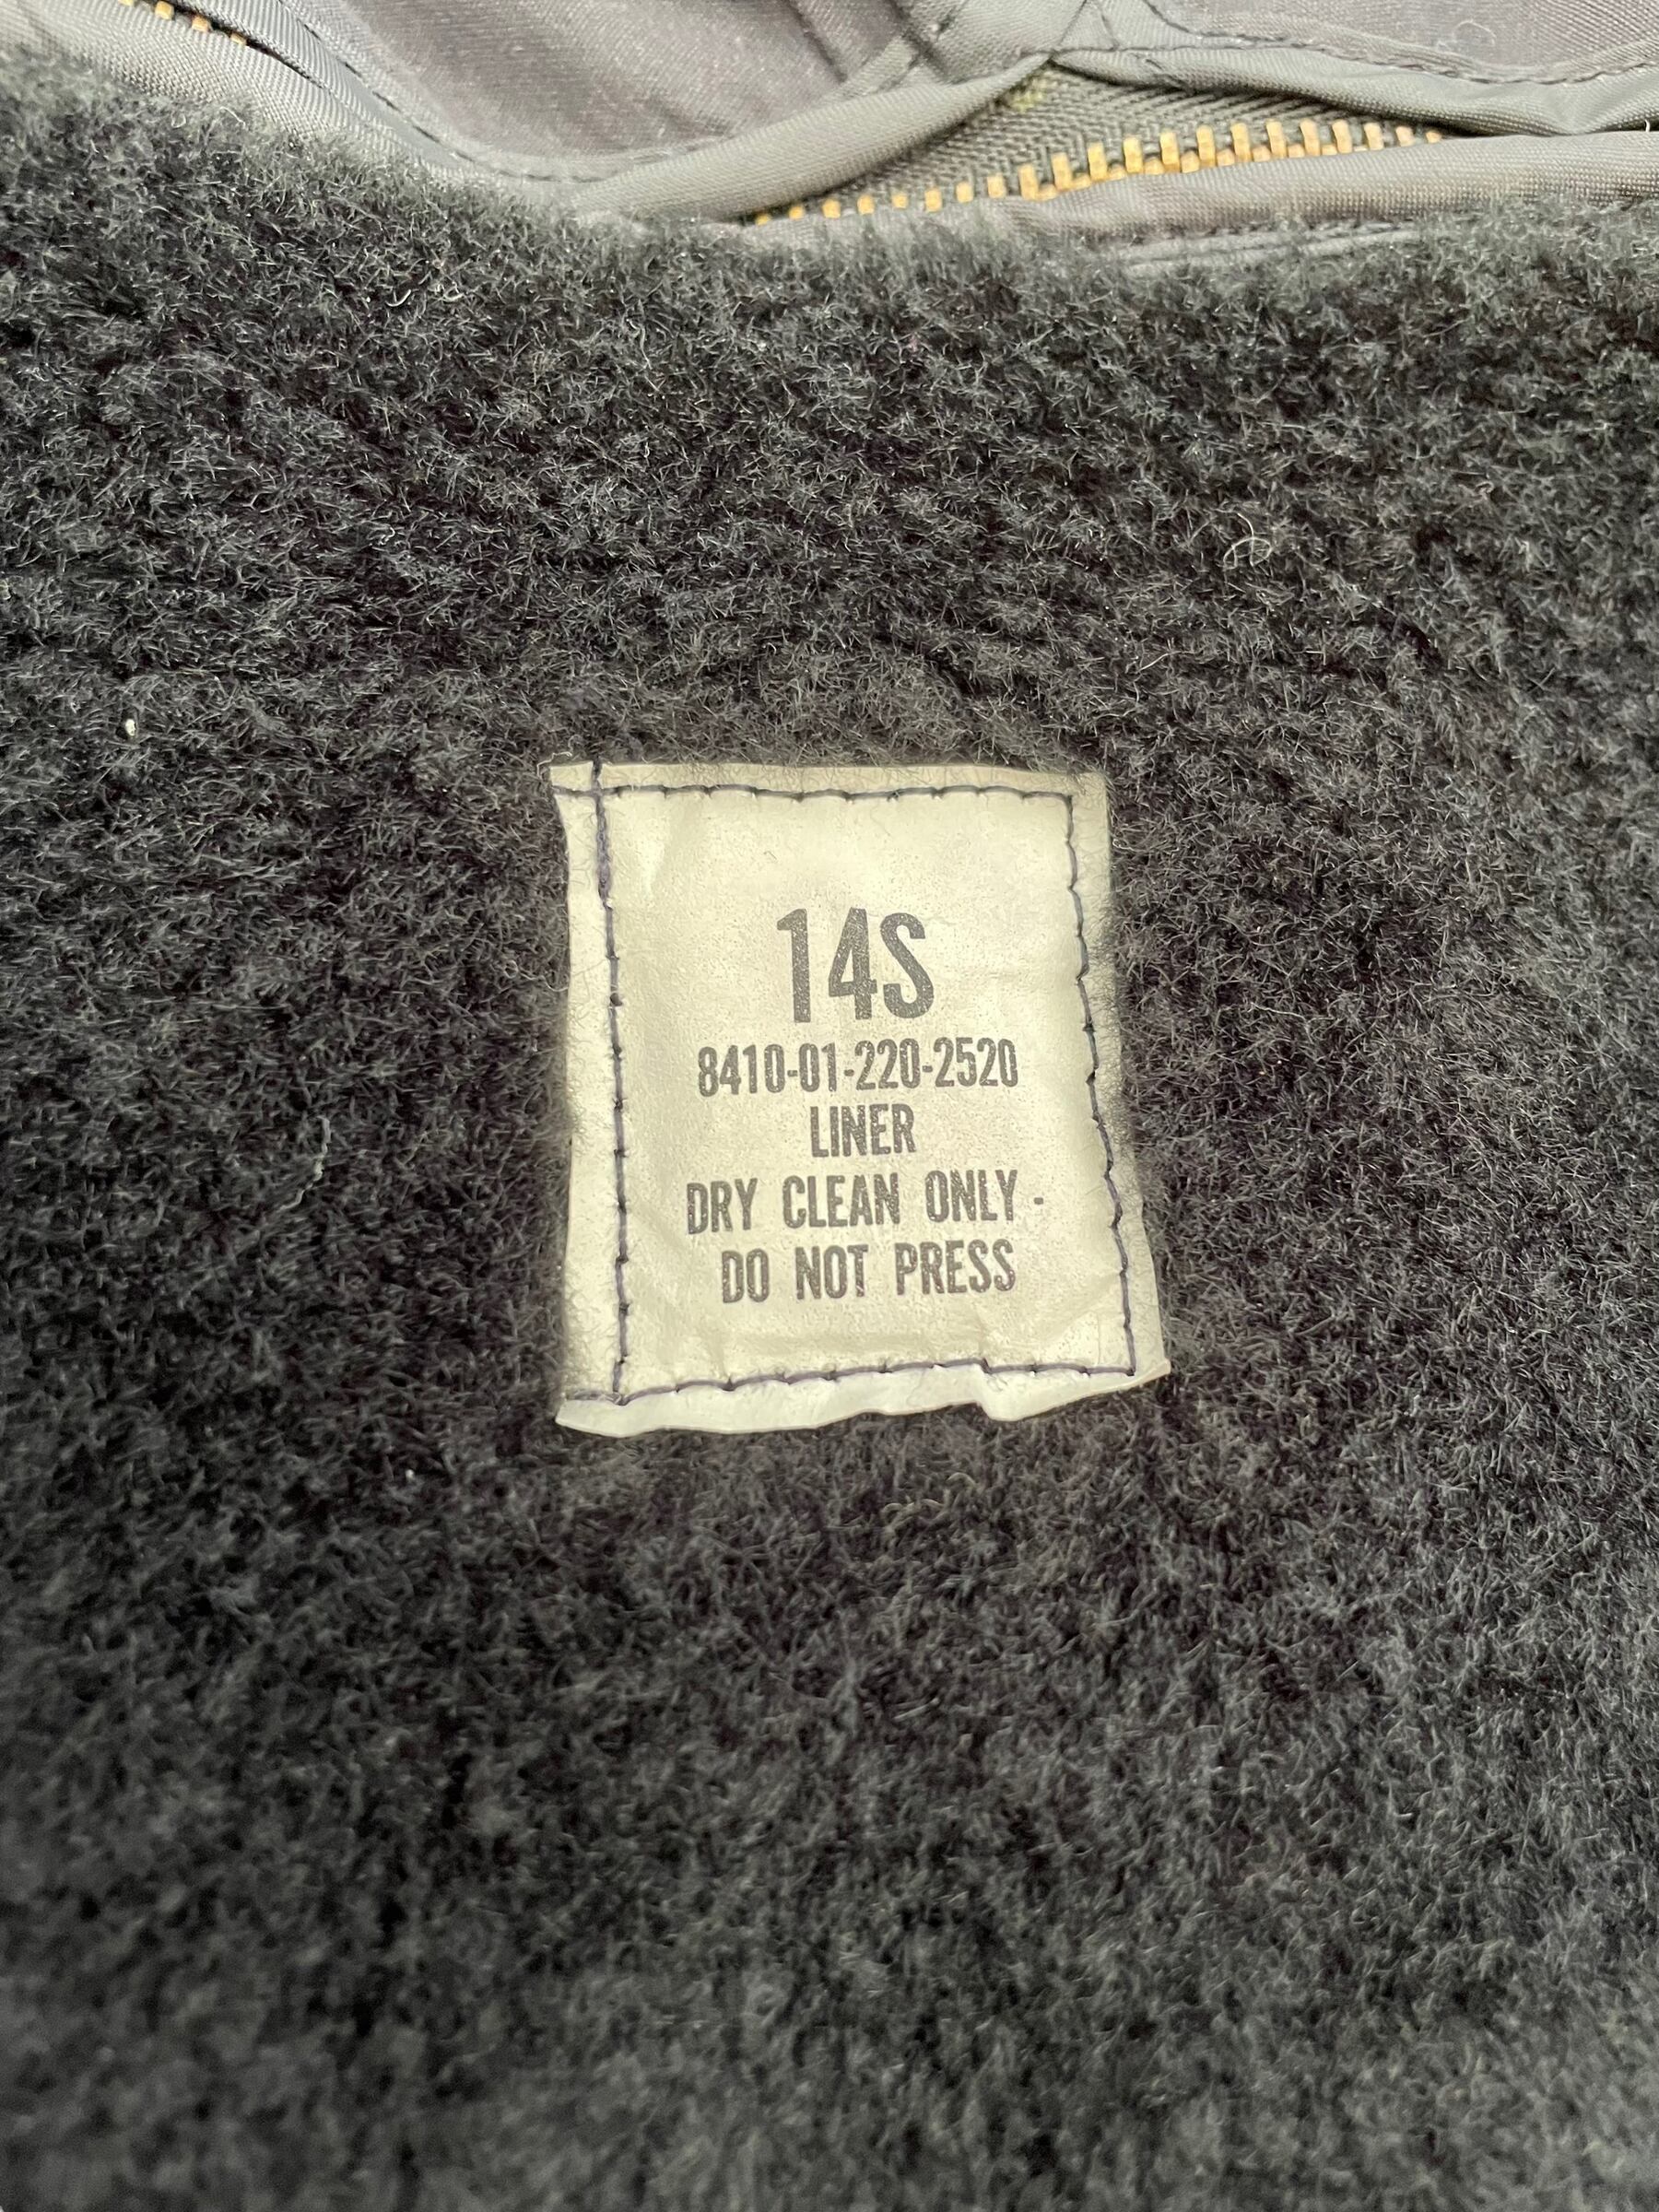 14S
8410-01-220-2520
LINER
DRY CLEAN ONLY -
DO NOT PRESS